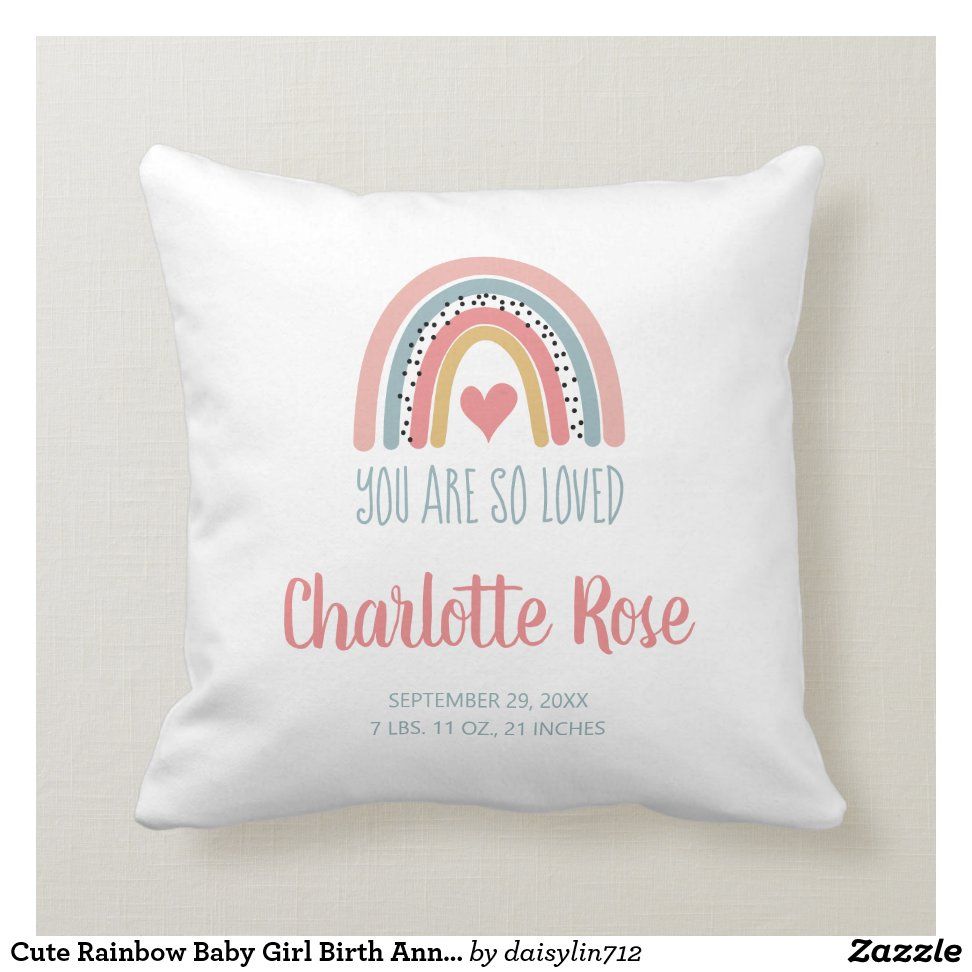 YOU ARE SO LOVED
Charlotte Rose
SEPTEMBER 29, 20XX
7 LBS. 11 OZ., 21 INCHES
Cute Rainbow Baby Girl Birth Ann... by daisylin712 Zazzle